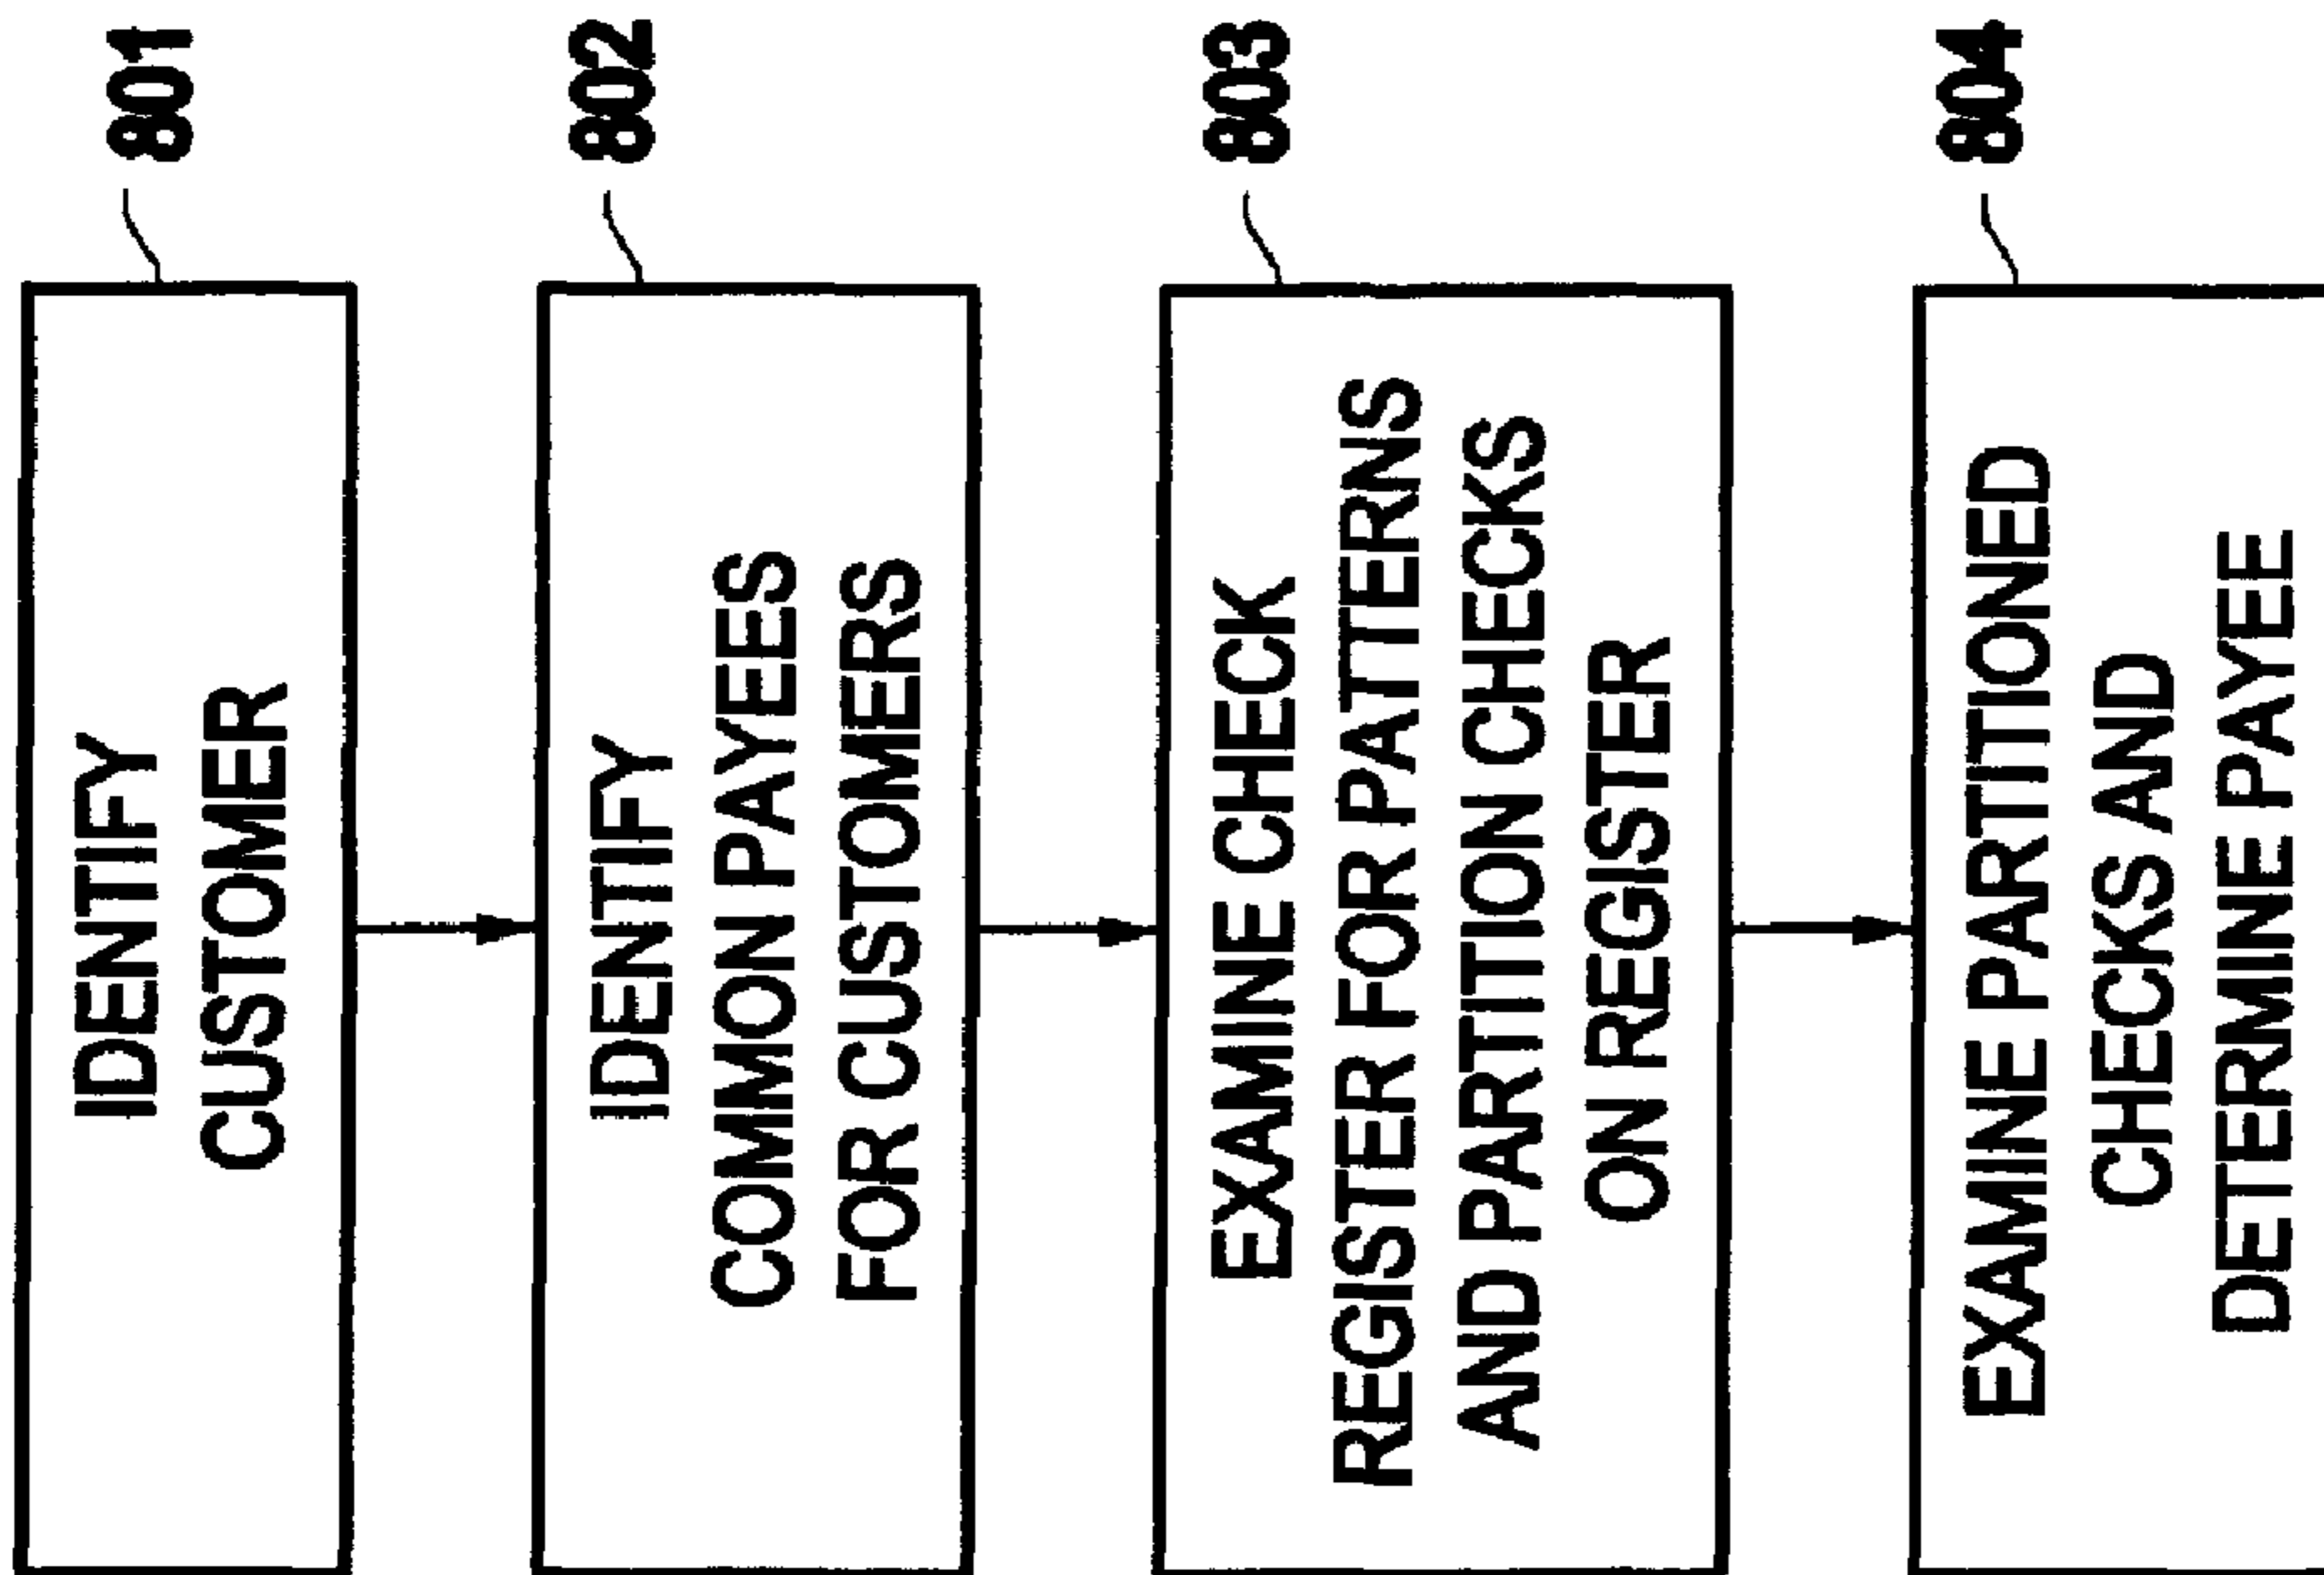 IDENTIFY
CUSTOMER
801
IDENTIFY
COMMON PAYEES
FOR CUSTOMERS
802
EXAMINE CHECK
REGISTER FOR PATTERNS
AND PARTITION CHECKS
ON REGISTER
803
EXAMINE PARTITIONED
CHECKS AND
DETERMINE PAYEE
804